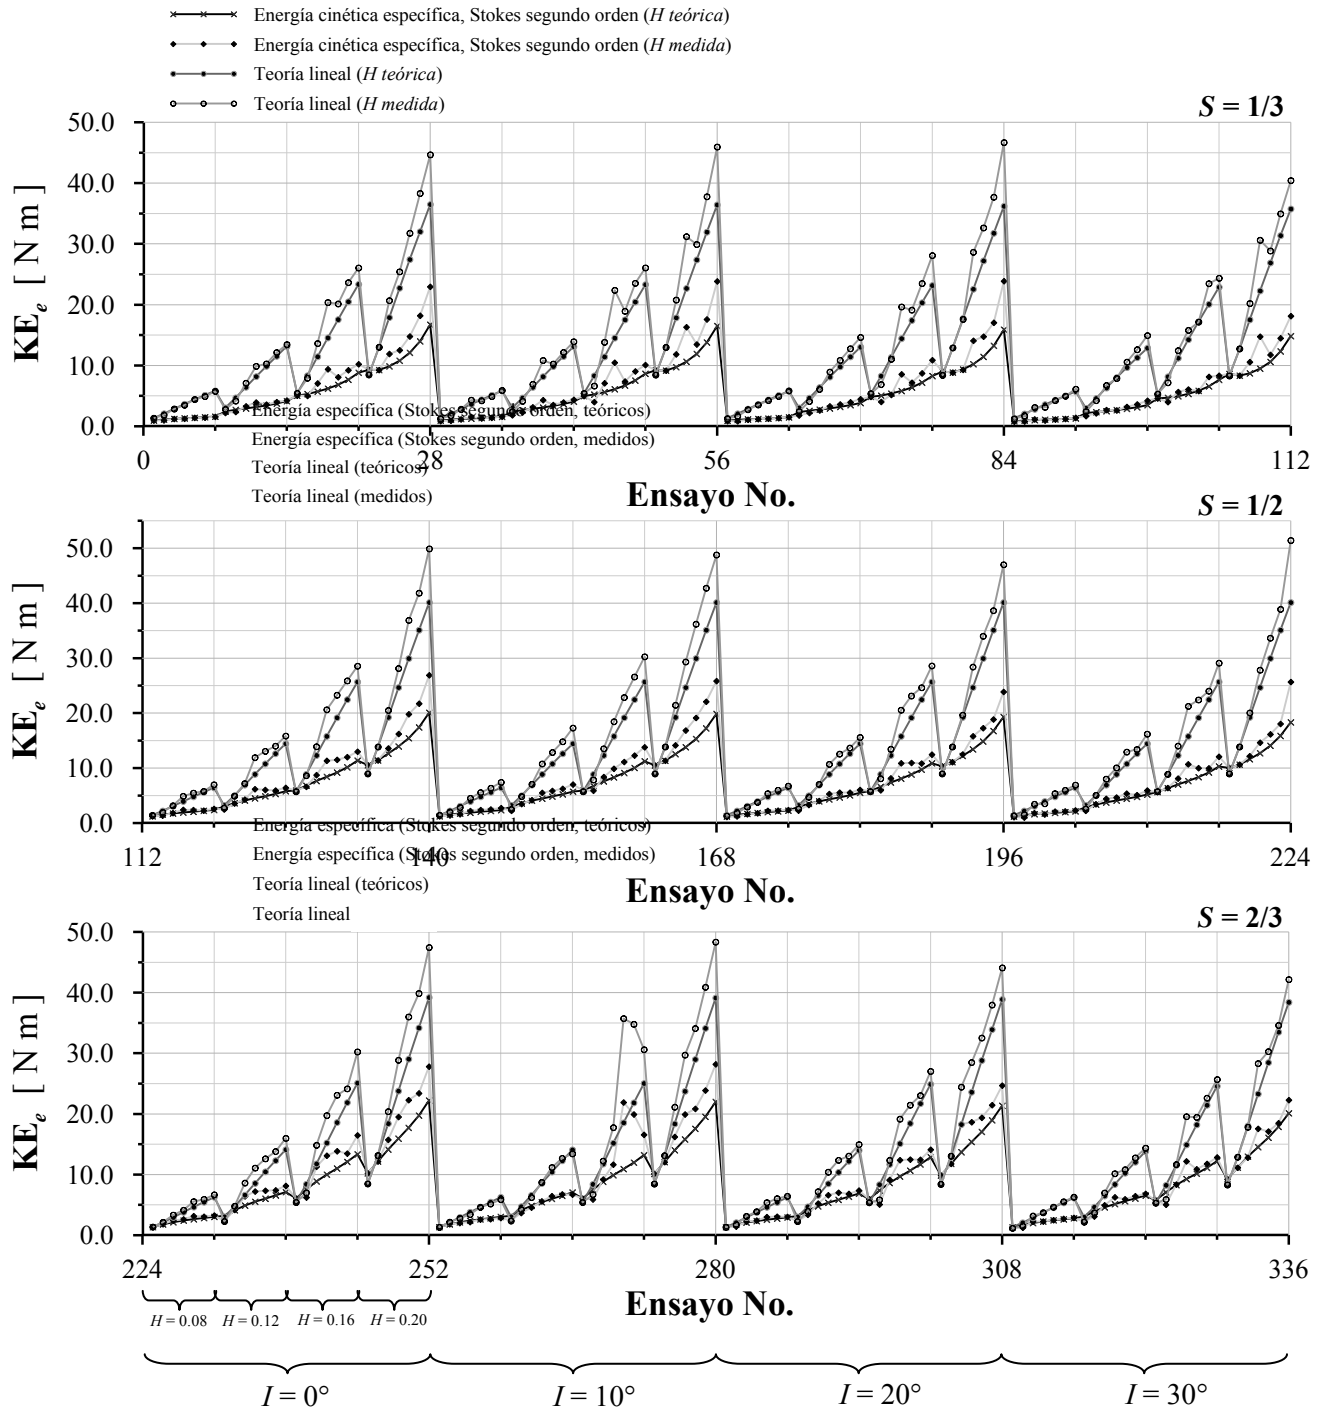 Energía cinética específica, Stokes segundo orden (H teórica)
Energía cinética específica, Stokes segundo orden (H medida)
Teoría lineal (H teórica)
Teoría lineal (H medida)
S = 1/3
50.0
40.0
30.0
20.0
10.0
0.0
KEe [ N m ]
Energía específica (Stokes segundo orden, teóricos)
Energía específica (Stokes segundo orden, medidos)
Teoría lineal (teóricos)
Teoría lineal (medidos)
0 28 56 84 112
Ensayo No.
S = 1/2
50.0
40.0
30.0
20.0
10.0
0.0
KEe [ N m ]
Energía específica (Stokes segundo orden, teóricos)
Energía específica (Stokes segundo orden, medidos)
Teoría lineal (teóricos)
Teoría lineal
112 140 168 196 224
Ensayo No.
S = 2/3
50.0
40.0
30.0
20.0
10.0
0.0
KEe [ N m ]
224 252 280 308 336
Ensayo No.
H = 0.08 H = 0.12 H = 0.16 H = 0.20
I = 0° I = 10° I = 20° I = 30°